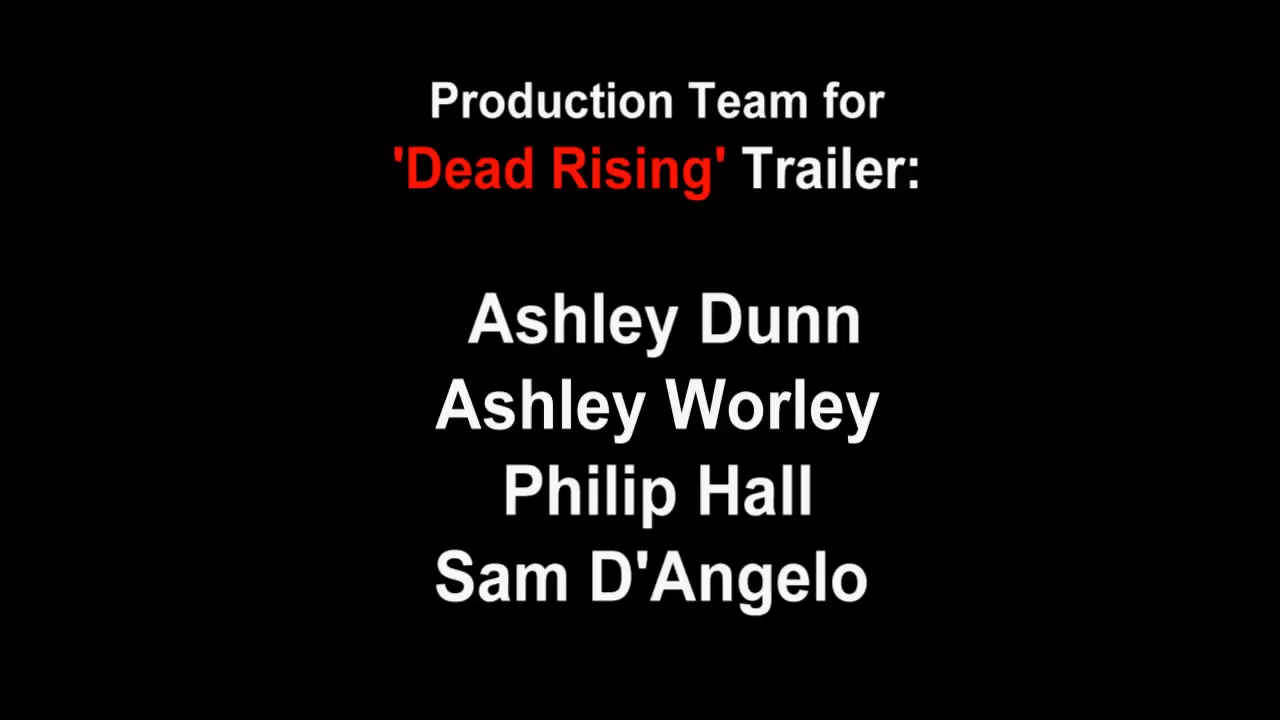 Production Team for
'Dead Rising' Trailer:
Ashley Dunn
Ashley Worley
Philip Hall
Sam D'Angelo